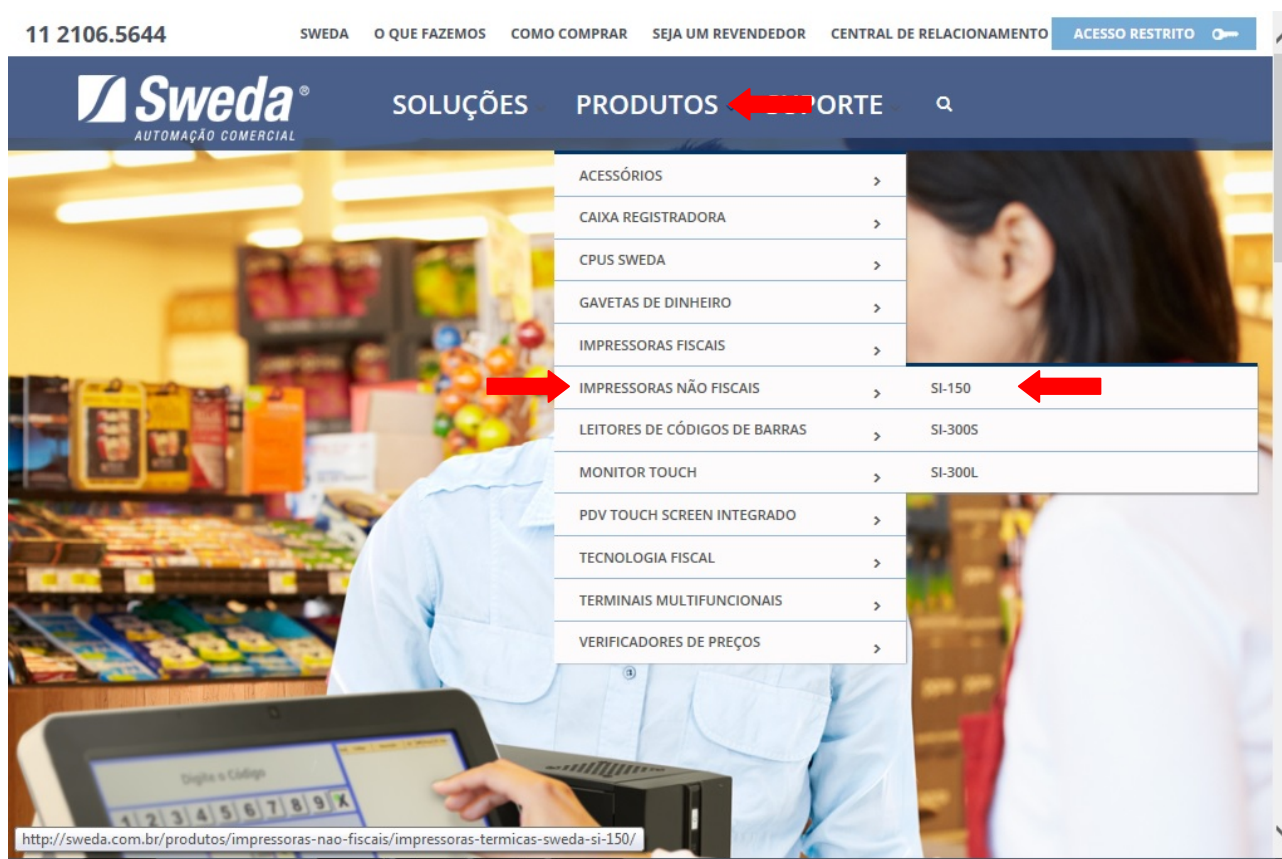 11 2106.5644 SWEDA O QUE FAZEMOS COMO COMPRAR SEJA UM REVENDEDOR CENTRAL DE RELACIONAMENTO ACESSO RESTRITO
Sweda® SOLUÇÕES PRODUTOS
AUTOMAÇÃO COMERCIAL
ACESSÓRIOS
CAIXA REGISTRADORA
CPUS SWEDA
GAVETAS DE DINHEIRO
IMPRESSORAS FISCAIS
IMPRESSORAS NÃO FISCAIS
LEITORES DE CÓDIGOS DE BARRAS
MONITOR TOUCH
PDV TOUCH SCREEN INTEGRADO
TECNOLOGIA FISCAL
TERMINAIS MULTIFUNCIONAIS
VERIFICADORES DE PREÇOS
SI-150
SI-300S
SI-300L
Digite o Código
1 2 3 4 5 6 7 8 9 X
http://sweda.com.br/produtos/impressoras-nao-fiscais/impressoras-termicas-sweda-si-150/